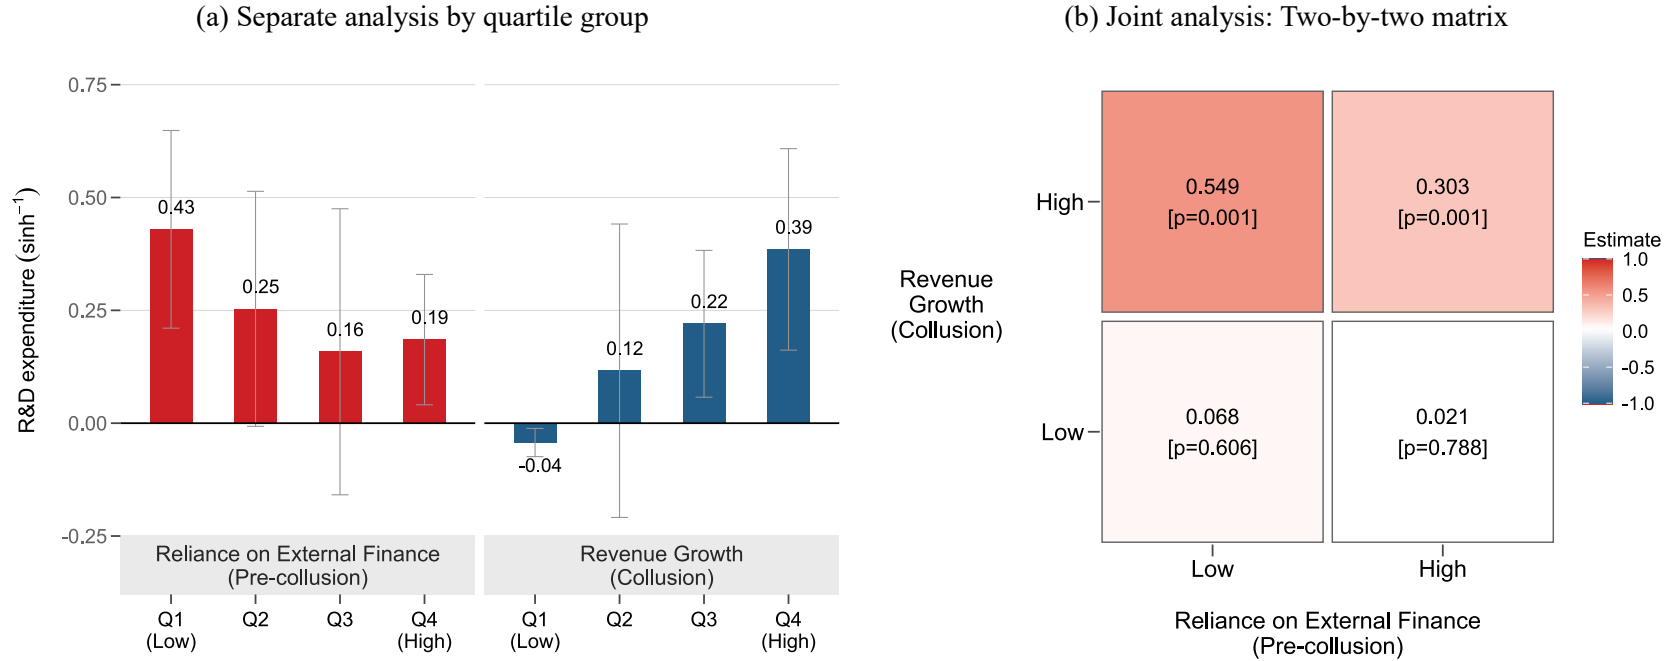 (a) Separate analysis by quartile group
R&D expenditure (sinh⁻¹)
0.75
0.50
0.25
0.00
-0.25
0.43
0.25
0.16
0.19
-0.04
0.12
0.22
0.39
Reliance on External Finance
(Pre-collusion)
Revenue Growth
(Collusion)
Q1
(Low)
Q2
Q3
Q4
(High)
Q1
(Low)
Q2
Q3
Q4
(High)
(b) Joint analysis: Two-by-two matrix
Revenue
Growth
(Collusion)
High
Low
0.549
[p=0.001]
0.303
[p=0.001]
0.068
[p=0.606]
0.021
[p=0.788]
Low
High
Reliance on External Finance
(Pre-collusion)
Estimate
1.0
0.5
0.0
-0.5
-1.0